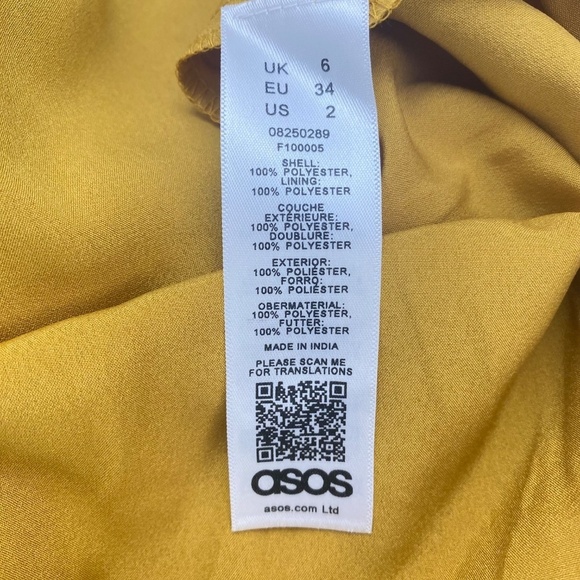 UK 6
EU 34
US 2
08250289
F100005
SHELL:
100% POLYESTER,
LINING:
100% POLYESTER
COUCHE
EXTÉRIEURE:
100% POLYESTER,
DOUBLURE:
100% POLYESTER
EXTERIOR:
100% POLIÉSTER,
FORRO:
100% POLIÉSTER
OBERMATERIAL:
100% POLYESTER,
FUTTER:
100% POLYESTER
MADE IN INDIA
PLEASE SCAN ME
FOR TRANSLATIONS
asos
asos.com Ltd